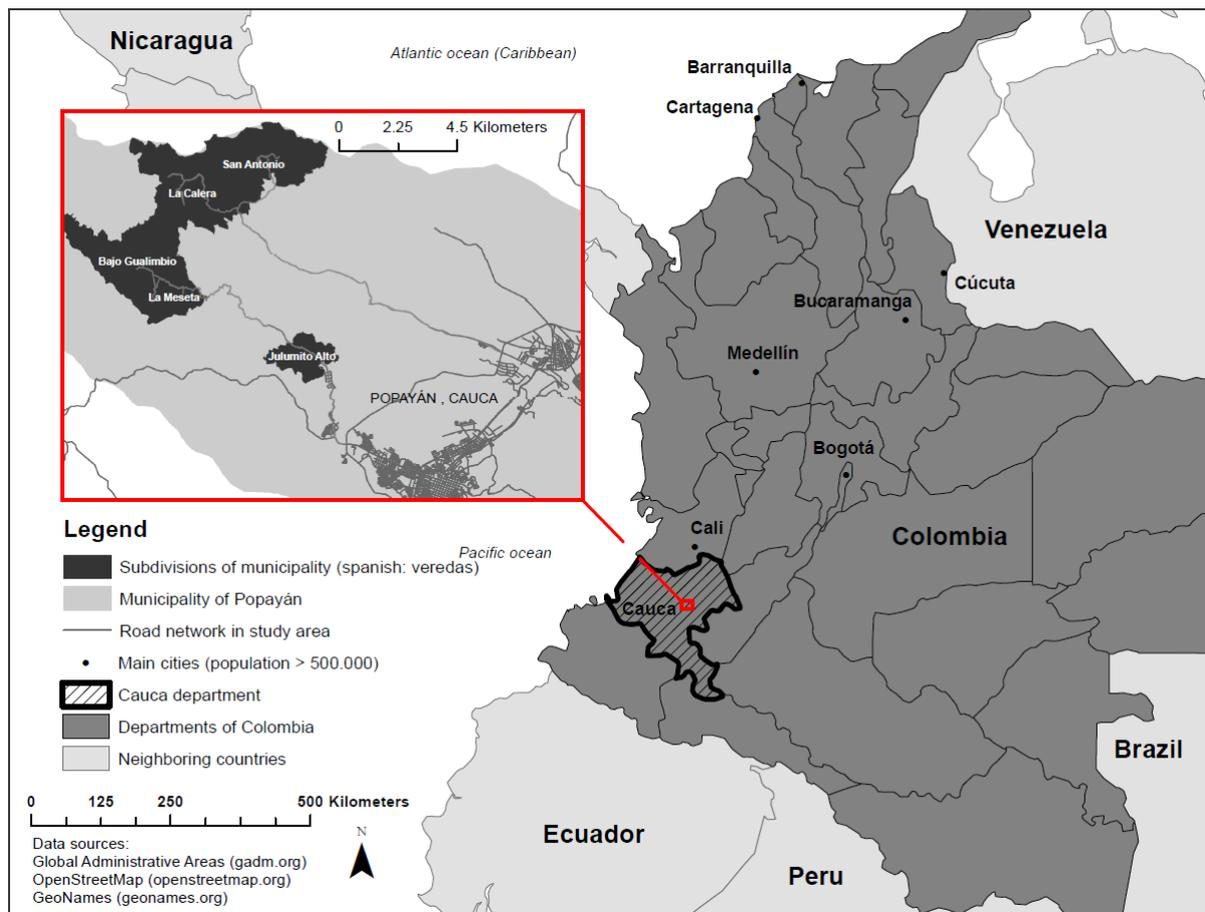 Nicaragua
Atlantic ocean (Caribbean)
Barranquilla
Cartagena
0 2.25 4.5 Kilometers
San Antonio
La Calera
Bajo Gualimbio
La Meseta
Julumito Alto
POPAYÁN , CAUCA
Venezuela
Cúcuta
Bucaramanga
Medellín
Bogotá
Cali
Colombia
Pacific ocean
Cauca
Legend
Subdivisions of municipality (spanish: veredas)
Municipality of Popayán
Road network in study area
Main cities (population > 500.000)
Cauca department
Departments of Colombia
Neighboring countries
0 125 250 500 Kilometers
N
Data sources:
Global Administrative Areas (gadm.org)
OpenStreetMap (openstreetmap.org)
GeoNames (geonames.org)
Ecuador
Peru
Brazil